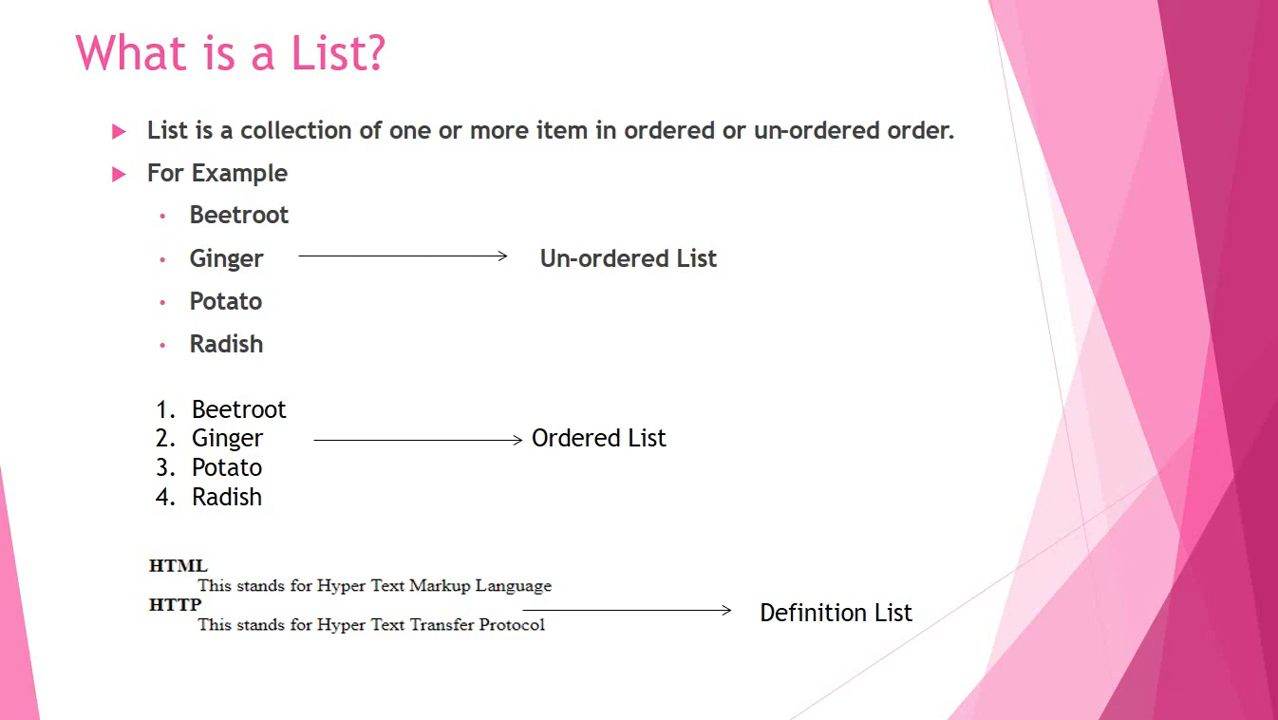 What is a List?
List is a collection of one or more item in ordered or un-ordered order.
For Example
• Beetroot
• Ginger
Un-ordered List
• Potato
• Radish
1. Beetroot
2. Ginger
Ordered List
3. Potato
4. Radish
HTML
This stands for Hyper Text Markup Language
HTTP
This stands for Hyper Text Transfer Protocol
Definition List